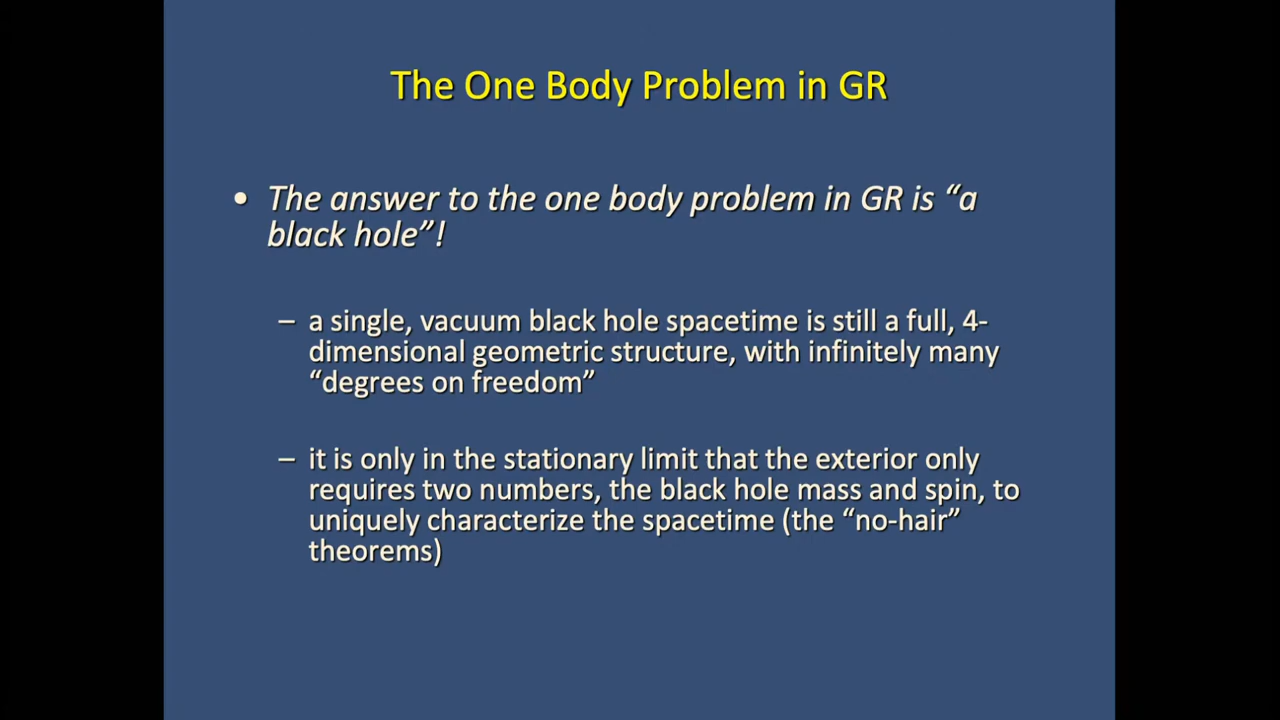 The One Body Problem in GR
• The answer to the one body problem in GR is “a
black hole”!
– a single, vacuum black hole spacetime is still a full, 4-
dimensional geometric structure, with infinitely many
“degrees on freedom”
– it is only in the stationary limit that the exterior only
requires two numbers, the black hole mass and spin, to
uniquely characterize the spacetime (the “no-hair”
theorems)